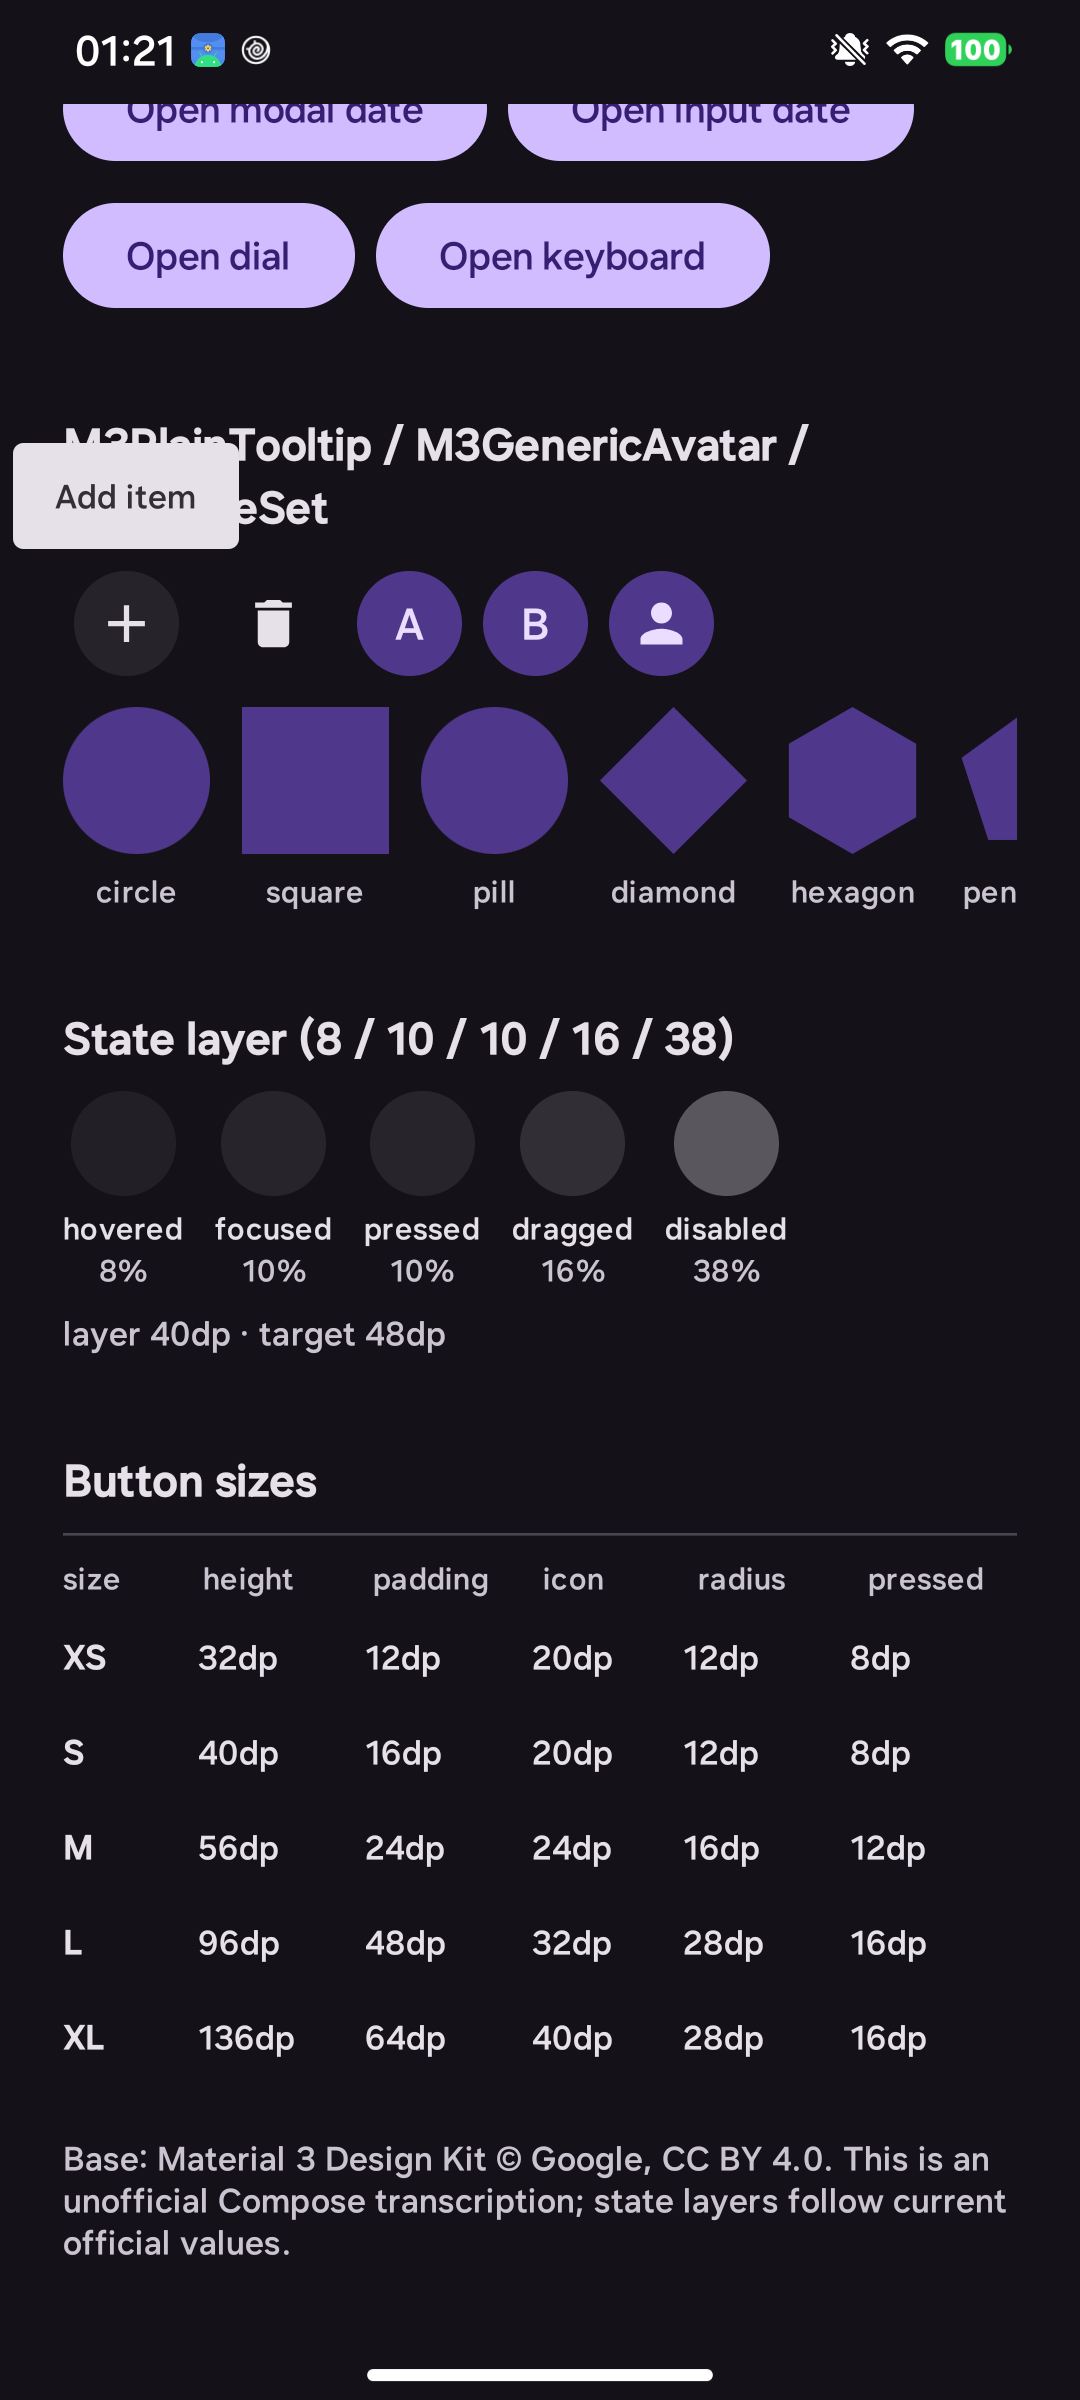 01:21
100
Open modal date Open input date
Open dial Open keyboard
M3PlainTooltip / M3GenericAvatar /
Add item
eSet
A B
circle square pill diamond hexagon pen
State layer (8 / 10 / 10 / 16 / 38)
hovered focused pressed dragged disabled
8% 10% 10% 16% 38%
layer 40dp · target 48dp
Button sizes
size height padding icon radius pressed
XS 32dp 12dp 20dp 12dp 8dp
S 40dp 16dp 20dp 12dp 8dp
M 56dp 24dp 24dp 16dp 12dp
L 96dp 48dp 32dp 28dp 16dp
XL 136dp 64dp 40dp 28dp 16dp
Base: Material 3 Design Kit © Google, CC BY 4.0. This is an
unofficial Compose transcription; state layers follow current
official values.